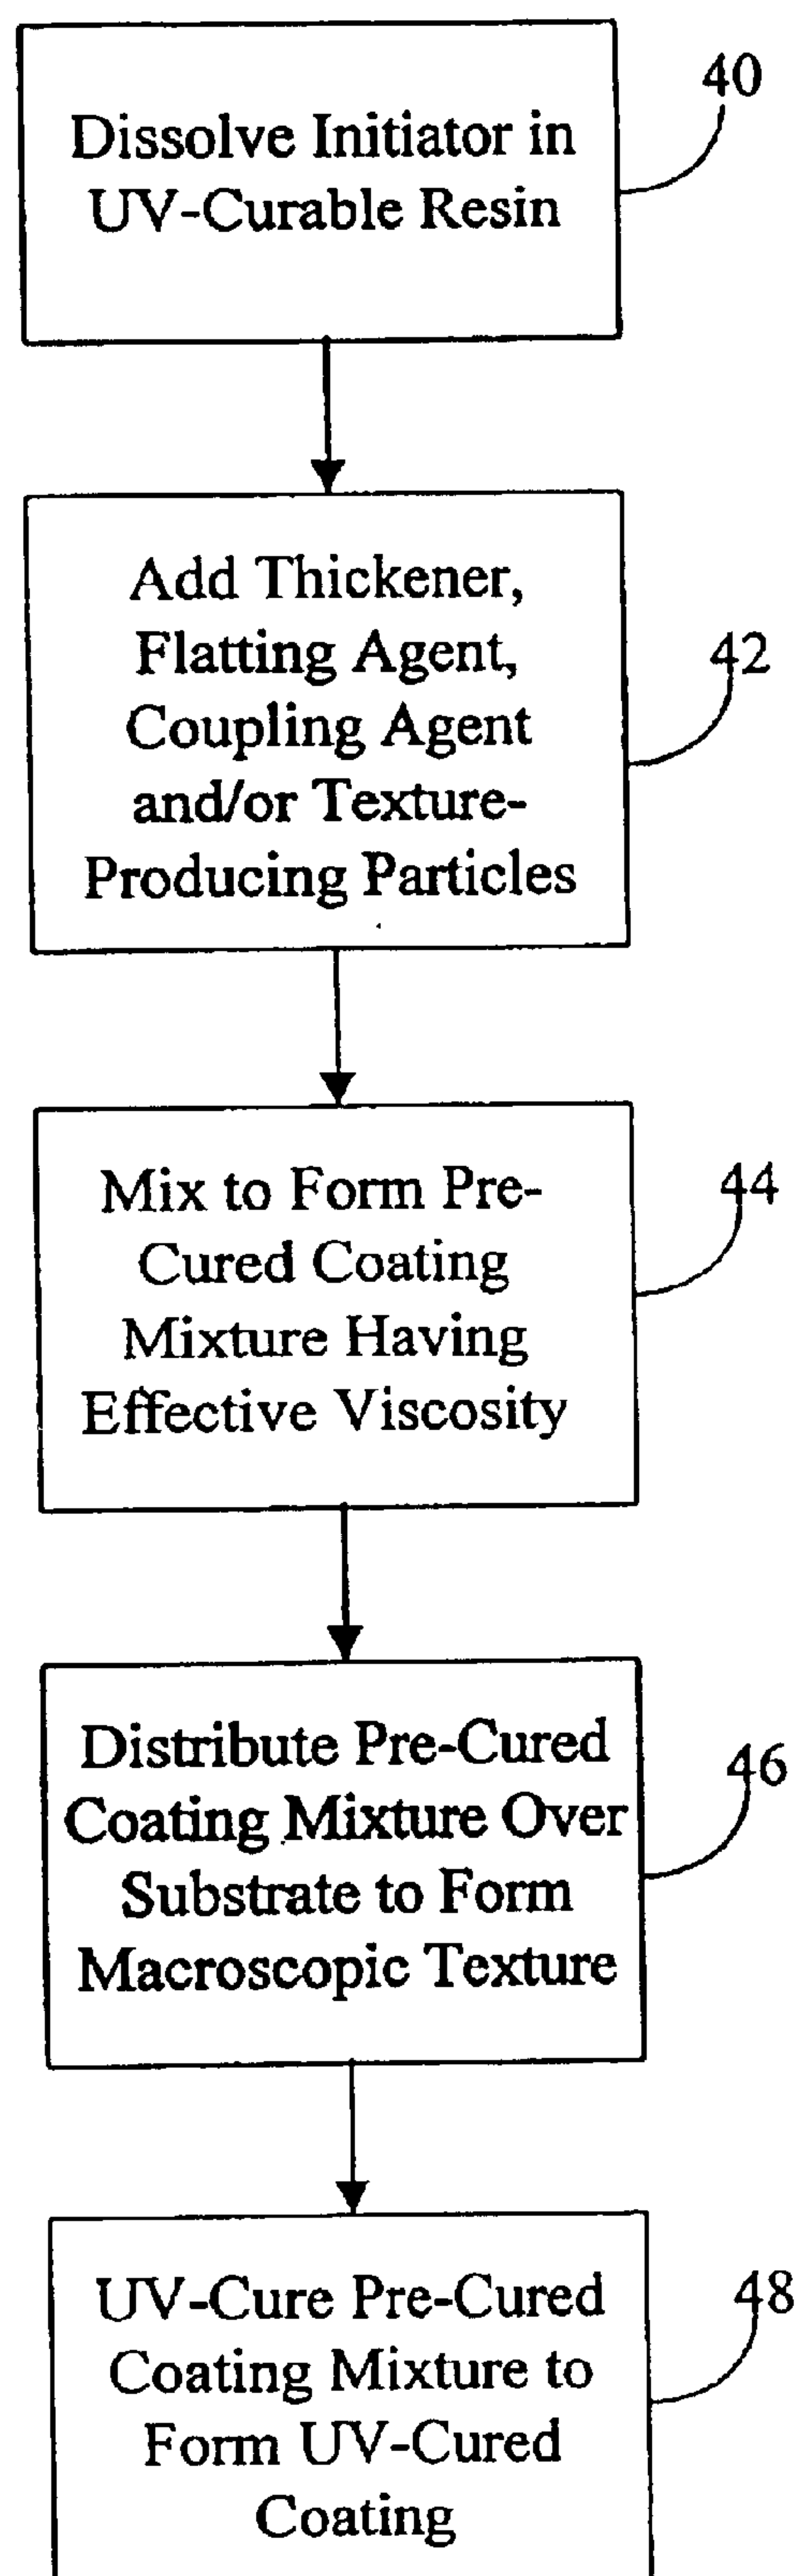 40
Dissolve Initiator in
UV-Curable Resin
Add Thickener,
Flatting Agent,
42
Coupling Agent
and/or Texture-
Producing Particles
Mix to Form Pre-
44
Cured Coating
Mixture Having
Effective Viscosity
Distribute Pre-Cured
46
Coating Mixture Over
Substrate to Form
Macroscopic Texture
UV-Cure Pre-Cured
48
Coating Mixture to
Form UV-Cured
Coating